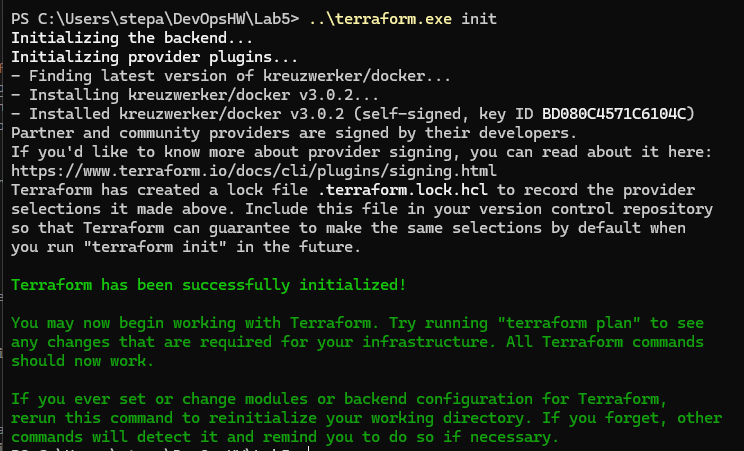 PS C:\Users\stepa\DevOpsHW\Lab5> ..\terraform.exe init
Initializing the backend...
Initializing provider plugins...
- Finding latest version of kreuzwerker/docker...
- Installing kreuzwerker/docker v3.0.2...
- Installed kreuzwerker/docker v3.0.2 (self-signed, key ID BD080C4571C6104C)
Partner and community providers are signed by their developers.
If you'd like to know more about provider signing, you can read about it here:
https://www.terraform.io/docs/cli/plugins/signing.html
Terraform has created a lock file .terraform.lock.hcl to record the provider
selections it made above. Include this file in your version control repository
so that Terraform can guarantee to make the same selections by default when
you run "terraform init" in the future.
Terraform has been successfully initialized!
You may now begin working with Terraform. Try running "terraform plan" to see
any changes that are required for your infrastructure. All Terraform commands
should now work.
If you ever set or change modules or backend configuration for Terraform,
rerun this command to reinitialize your working directory. If you forget, other
commands will detect it and remind you to do so if necessary.